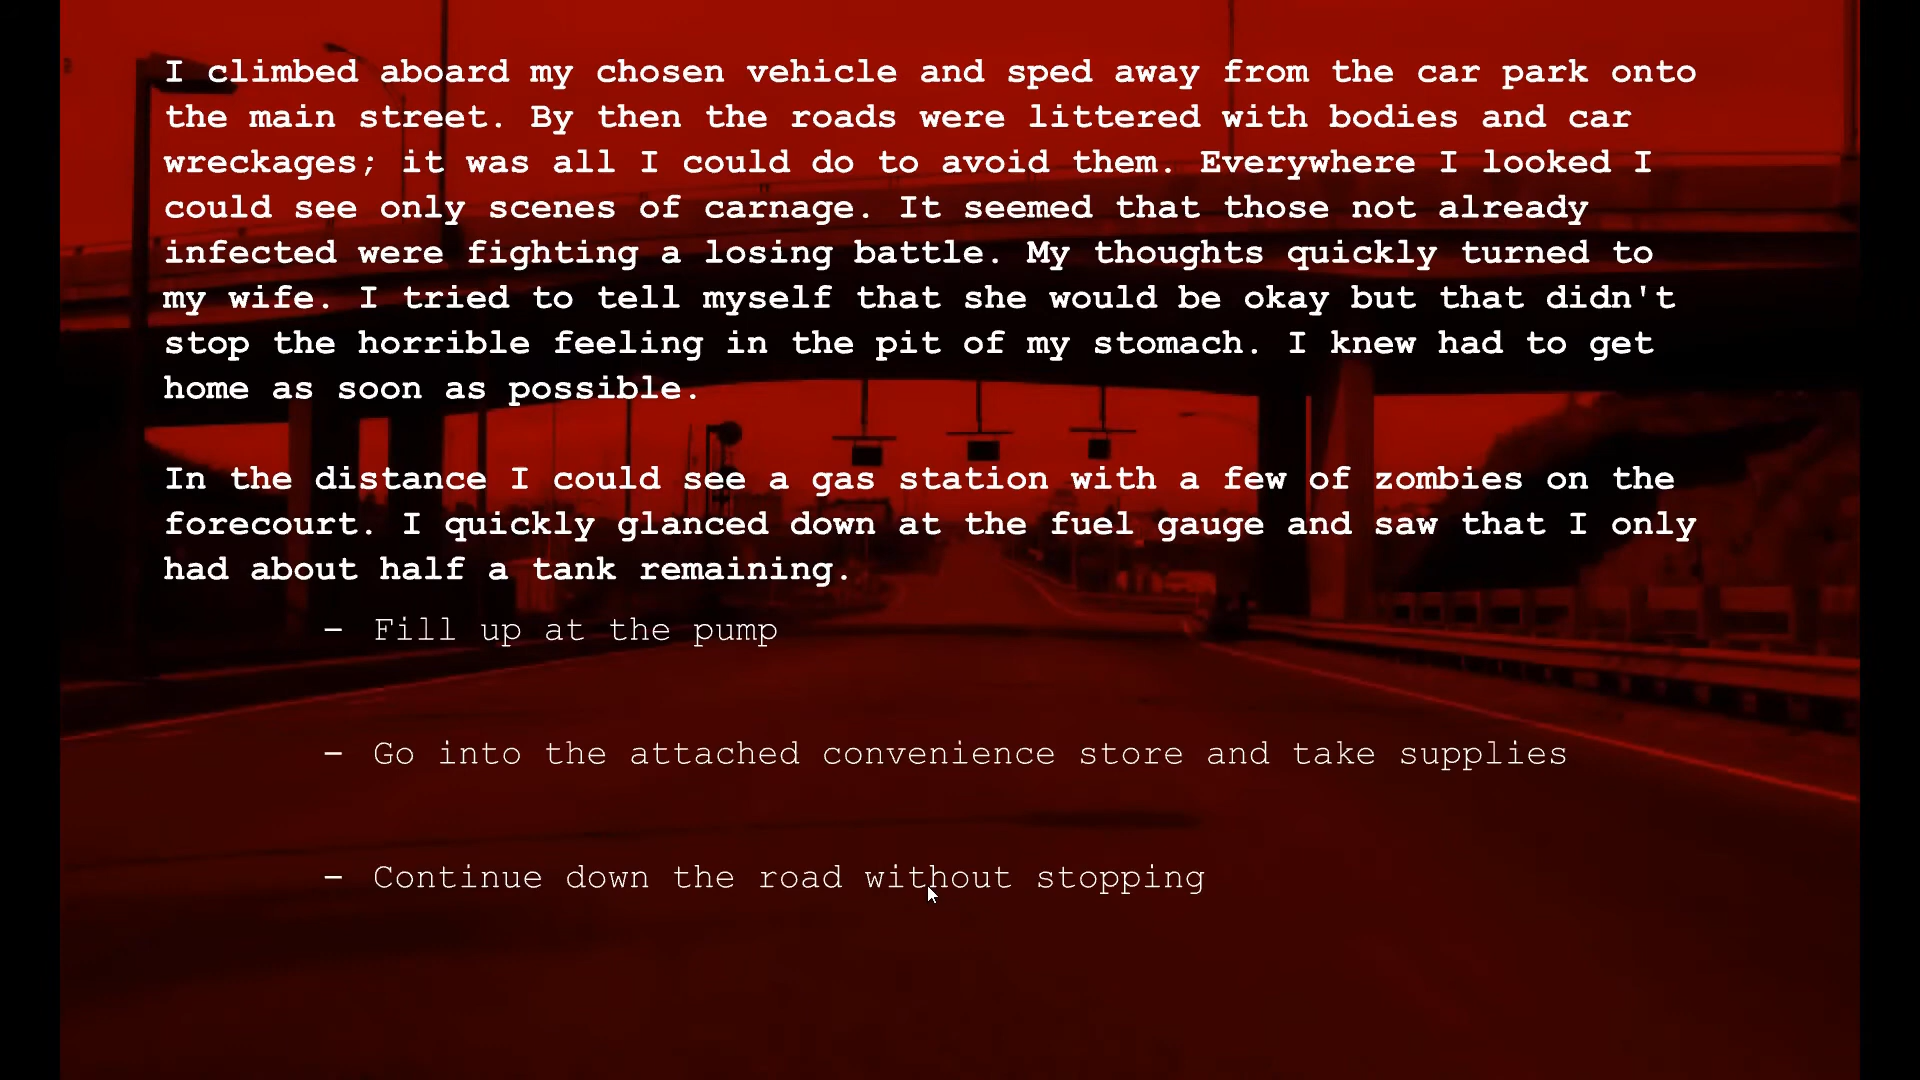 I climbed aboard my chosen vehicle and sped away from the car park onto
the main street. By then the roads were littered with bodies and car
wreckages; it was all I could do to avoid them. Everywhere I looked I
could see only scenes of carnage. It seemed that those not already
infected were fighting a losing battle. My thoughts quickly turned to
my wife. I tried to tell myself that she would be okay but that didn't
stop the horrible feeling in the pit of my stomach. I knew had to get
home as soon as possible.
In the distance I could see a gas station with a few of zombies on the
forecourt. I quickly glanced down at the fuel gauge and saw that I only
had about half a tank remaining.
– Fill up at the pump
– Go into the attached convenience store and take supplies
– Continue down the road without stopping